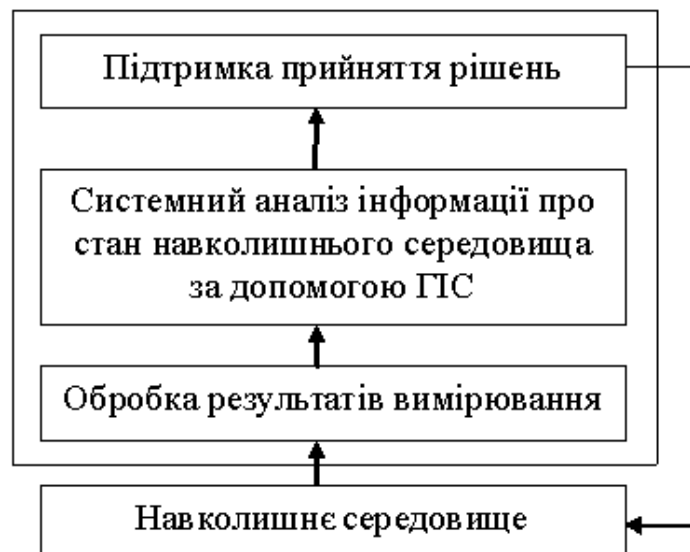 Підтримка прийняття рішень
Системний аналіз інформації про
стан навколишнього середовища
за допомогою ГІС
Обробка результатів вимірювання
Навколишнє середовище